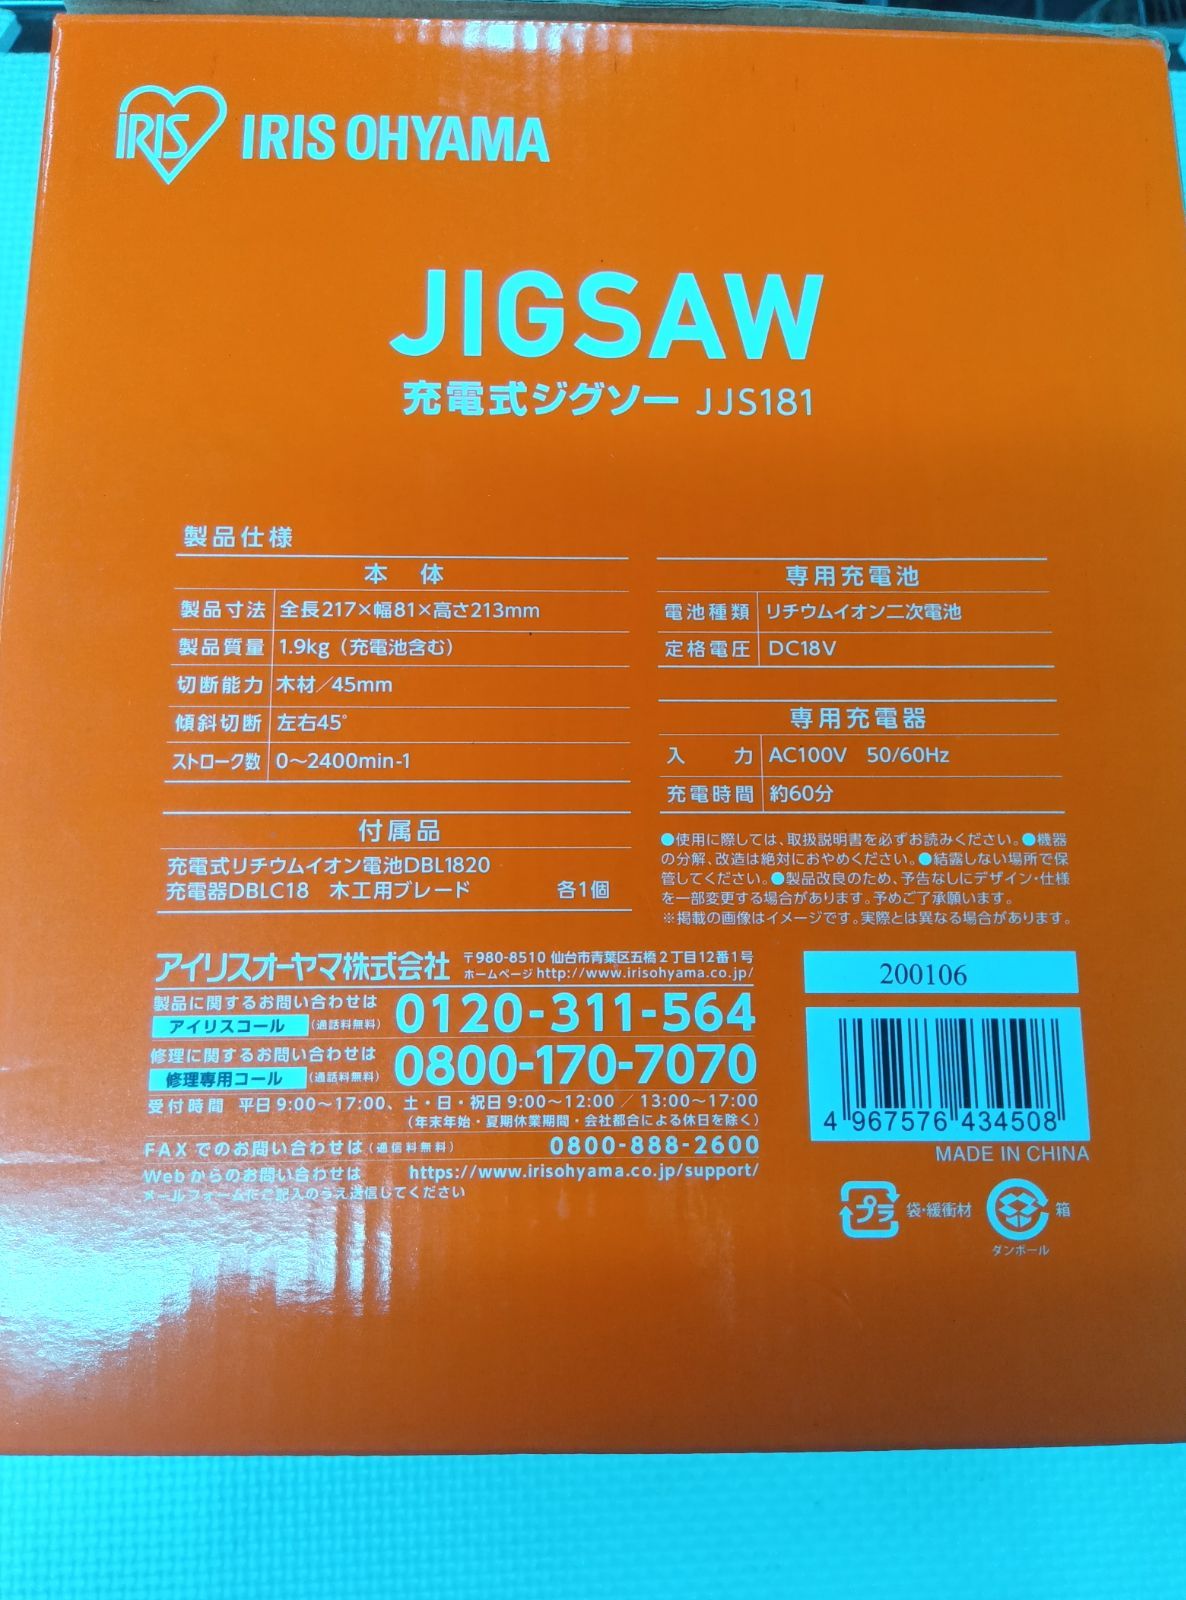 IRIS
IRIS OHYAMA
JIGSAW
充電式ジグソー JJS181
製品仕様
本 体
製品寸法 全長217×幅81×高さ213mm
製品質量 1.9kg（充電池含む）
切断能力 木材／45mm
傾斜切断 左右45°
ストローク数 0〜2400min-1
付属品
充電式リチウムイオン電池DBL1820
充電器DBLC18 木工用ブレード 各1個
専用充電池
電池種類 リチウムイオン二次電池
定格電圧 DC18V
専用充電器
入 力 AC100V 50/60Hz
充電時間 約60分
●使用に際しては、取扱説明書を必ずお読みください。●機器
の分解、改造は絶対におやめください。●結露しない場所で保
管してください。●製品改良のため、予告なしにデザイン・仕様
を一部変更する場合があります。予めご了承願います。
※掲載の画像はイメージです。実際とは異なる場合があります。
アイリスオーヤマ株式会社
〒980-8510 仙台市青葉区五橋2丁目12番1号
ホームページ http://www.irisohyama.co.jp/
製品に関するお問い合わせは
アイリスコール （通話料無料） 0120-311-564
修理に関するお問い合わせは
修理専用コール （通話料無料） 0800-170-7070
受付時間 平日9:00〜17:00、土・日・祝日9:00〜12:00 ／ 13:00〜17:00
（年末年始・夏期休業期間・会社都合による休日を除く）
FAXでのお問い合わせは（通信料無料） 0800-888-2600
Webからのお問い合わせは https://www.irisohyama.co.jp/support/
メールフォームにご記入のうえ送信してください
200106
4 967576 434508
MADE IN CHINA
プラ 袋・緩衝材
箱
ダンボール